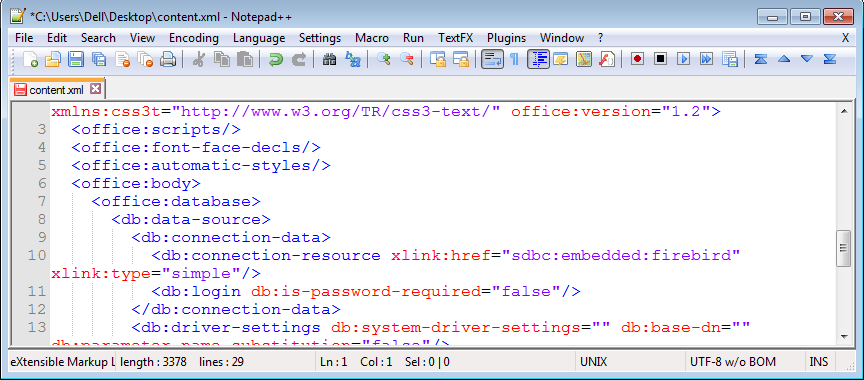 *C:\Users\Dell\Desktop\content.xml - Notepad++
File Edit Search View Encoding Language Settings Macro Run TextFX Plugins Window ? X
content.xml
xmlns:css3t="http://www.w3.org/TR/css3-text/" office:version="1.2">
3 <office:scripts/>
4 <office:font-face-decls/>
5 <office:automatic-styles/>
6 <office:body>
7 <office:database>
8 <db:data-source>
9 <db:connection-data>
10 <db:connection-resource xlink:href="sdbc:embedded:firebird"
xlink:type="simple"/>
11 <db:login db:is-password-required="false"/>
12 </db:connection-data>
13 <db:driver-settings db:system-driver-settings="" db:base-dn=""
db:parameter-name-substitution="false"/>
eXtensible Markup L length : 3378 lines : 29 Ln : 1 Col : 1 Sel : 0 | 0 UNIX UTF-8 w/o BOM INS